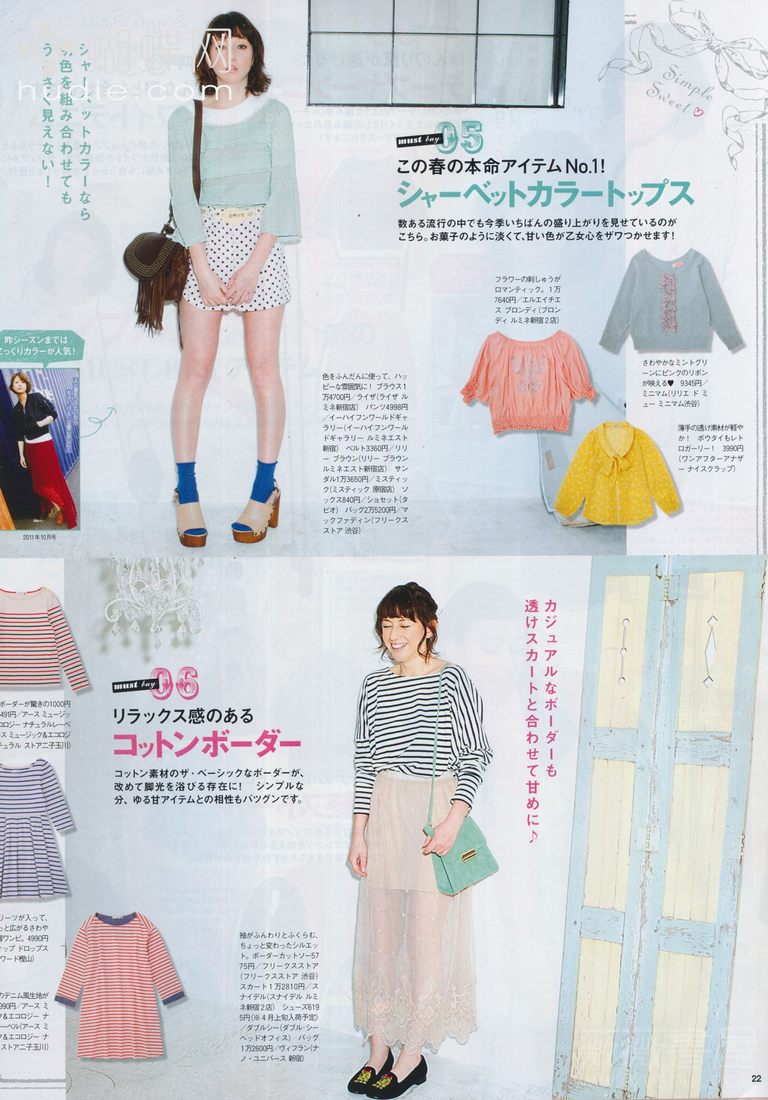 シャーベットカラーなら
色を組み合わせても
見えない!
蝴蝶网
hudie.com
Simple
Sweet
must buy 05
この春の本命アイテムNo.1!
シャーベットカラートップス
数ある流行の中でも今季いちばんの盛り上がりを見せているのが
こちら。お菓子のように淡くて、甘い色が乙女心をザワつかせます!
フラワーの刺しゅうが
ロマンティック。1万
7640円/エルエイチエ
ス ブロンディ(ブロン
ディ ルミネ新宿2店)
さわやかなミントグリ
ーンにピンクのリボン
が映える♥ 9345円/
ミニマム(リリエ ド ミ
ュー ミニマム渋谷)
薄手の透け素材が軽や
か! ボウタイもレト
ロガーリー! 3990円
(ワンアフターアナザ
ー ナイスクラップ)
昨シーズンまでは
こっくりカラーが人気!
2011年10月号
色をふんだんに使って、ハッ
ピーな雰囲気に! ブラウス1
万4700円/ライザ(ライザ ル
ミネ新宿店) パンツ4998円
/イーハイフンワールドギャ
ラリー(イーハイフンワール
ドギャラリー ルミネエスト
新宿) ベルト3360円/リリ
ー ブラウン(リリー ブラウン
ルミネエスト新宿店) サン
ダル1万3650円/ミスティッ
ク(ミスティック 原宿店) ソ
ックス840円/ショセット(タ
ビオ) バッグ2万5200円/マ
ックファディン(フリークス
ストア 渋谷)
must buy 06
リラックス感のある
コットンボーダー
コットン素材のザ・ベーシックなボーダーが、
改めて脚光を浴びる存在に! シンプルな
分、ゆる甘アイテムとの相性もバツグンです。
カジュアルなボーダーも
透けスカートと合わせて甘めに♪
ボーダーが驚きの1000円
491円/アース ミュージッ
コロジー ナチュラルレーベ
ス ミュージック&エコロジ
チュラル ストア二子玉川)
リーツが入って、
っと広がるさわや
ワンピ。4990円
ップ ドロップス
ワード樫山)
のデニム風生地が
990円/アース ミ
ク&エコロジー ナ
レーベル(アース ミ
ク&エコロジー ナ
ストア二子玉川)
袖がふんわりとふくらむ、
ちょっと変わったシルエッ
ト。ボーダーカットソー57
75円/フリークスストア
(フリークスストア 渋谷)
スカート1万2810円/ス
ナイデル(スナイデル ルミ
ネ新宿2店) シューズ619
5円(※4月上旬入荷予定)
/ダブルシー(ダブル・シー
ヘッドオフィス) バッグ
1万2600円/ヴィフラン(ナ
ノ・ユニバース 新宿)
22